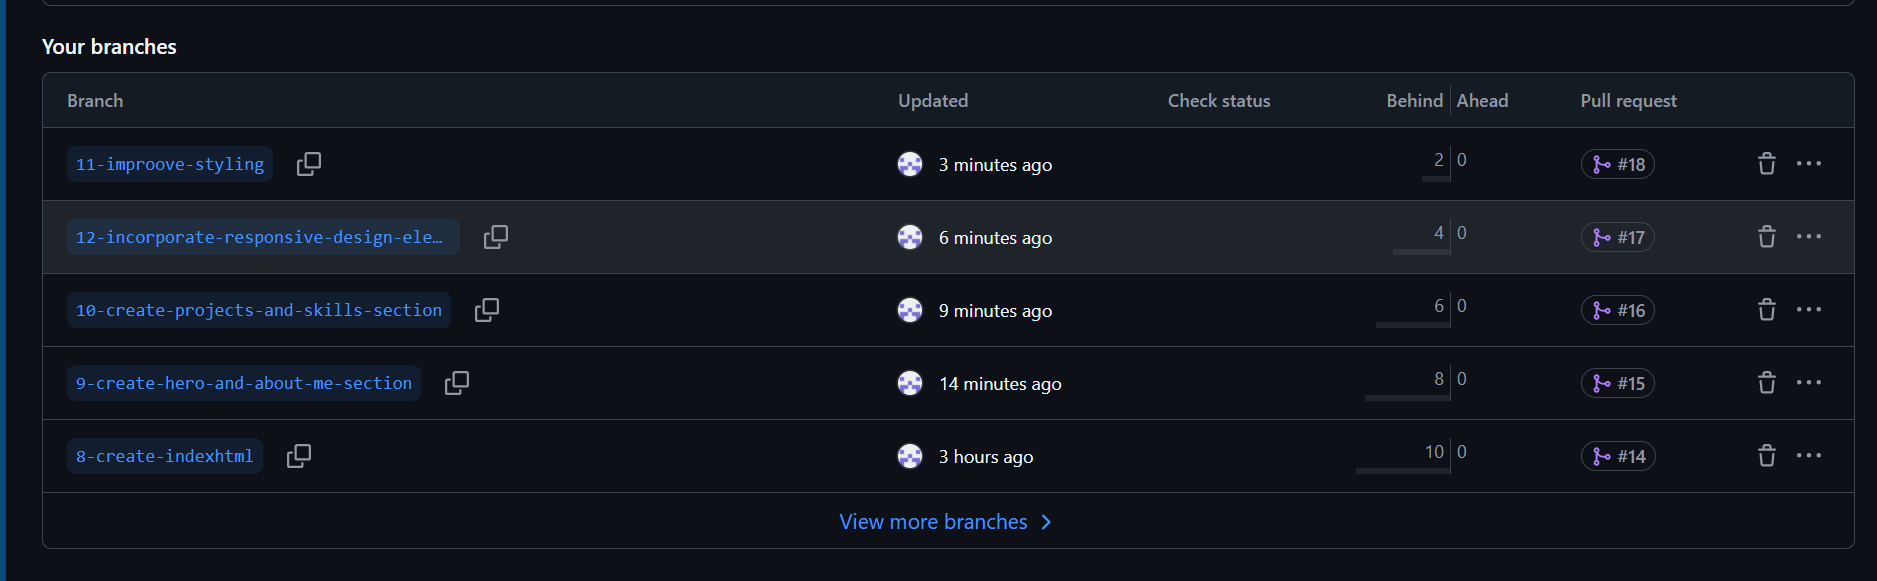 Your branches
Branch Updated Check status Behind Ahead Pull request
11-improove-styling 3 minutes ago 2 0 #18
12-incorporate-responsive-design-ele… 6 minutes ago 4 0 #17
10-create-projects-and-skills-section 9 minutes ago 6 0 #16
9-create-hero-and-about-me-section 14 minutes ago 8 0 #15
8-create-indexhtml 3 hours ago 10 0 #14
View more branches